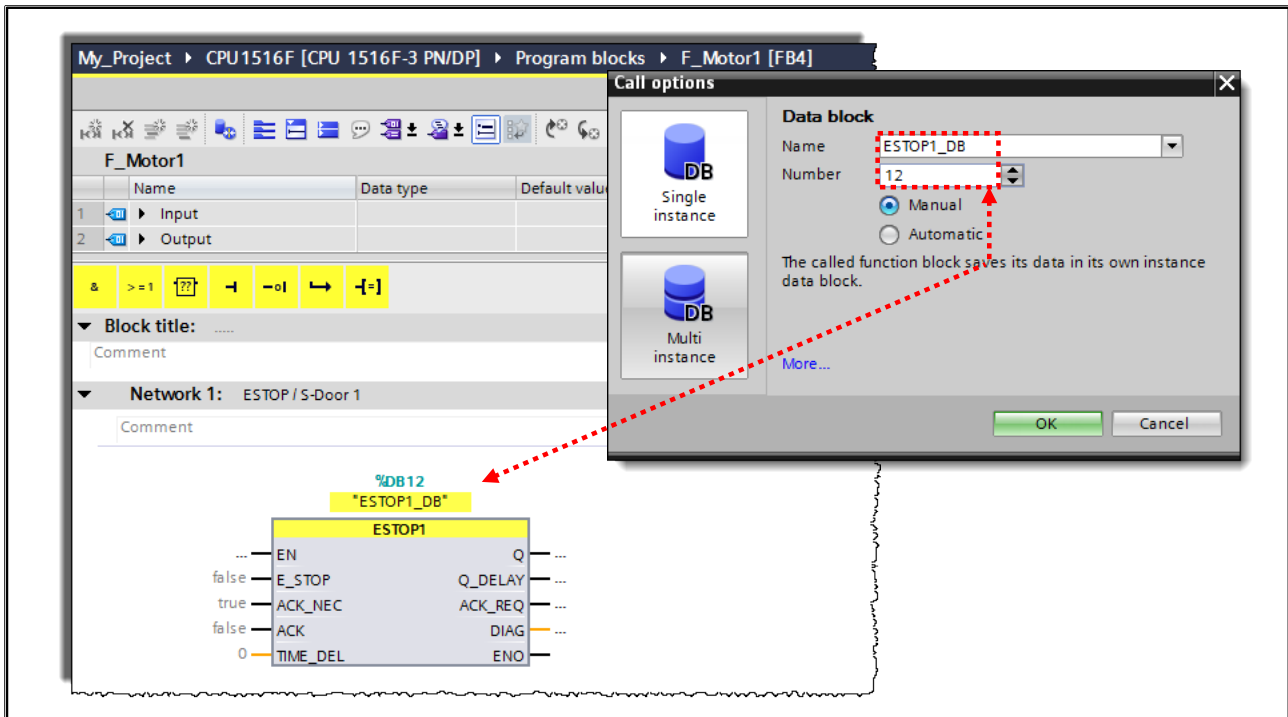 My_Project ▸ CPU1516F [CPU 1516F-3 PN/DP] ▸ Program blocks ▸ F_Motor1 [FB4]
F_Motor1
Name Data type Default valu
1 ▸ Input
2 ▸ Output
& >=1 ?? ⊣ -o| ↦ -[=]
Block title: .....
Comment
Network 1: ESTOP / S-Door 1
Comment
%DB12
"ESTOP1_DB"
ESTOP1
... EN Q ...
false E_STOP Q_DELAY ...
true ACK_NEC ACK_REQ ...
false ACK DIAG ...
0 TIME_DEL ENO
Call options X
DB
Single
instance
DB
Multi
instance
Data block
Name ESTOP1_DB
Number 12
Manual
Automatic
The called function block saves its data in its own instance
data block.
More...
OK Cancel